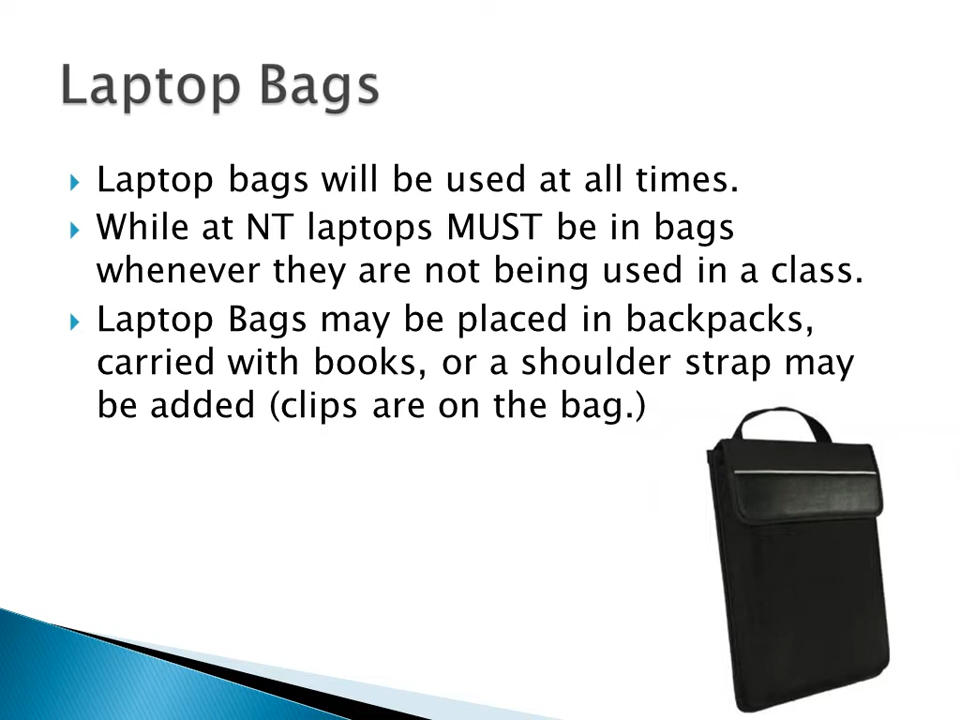 Laptop Bags
Laptop bags will be used at all times.
While at NT laptops MUST be in bags
whenever they are not being used in a class.
Laptop Bags may be placed in backpacks,
carried with books, or a shoulder strap may
be added (clips are on the bag.)